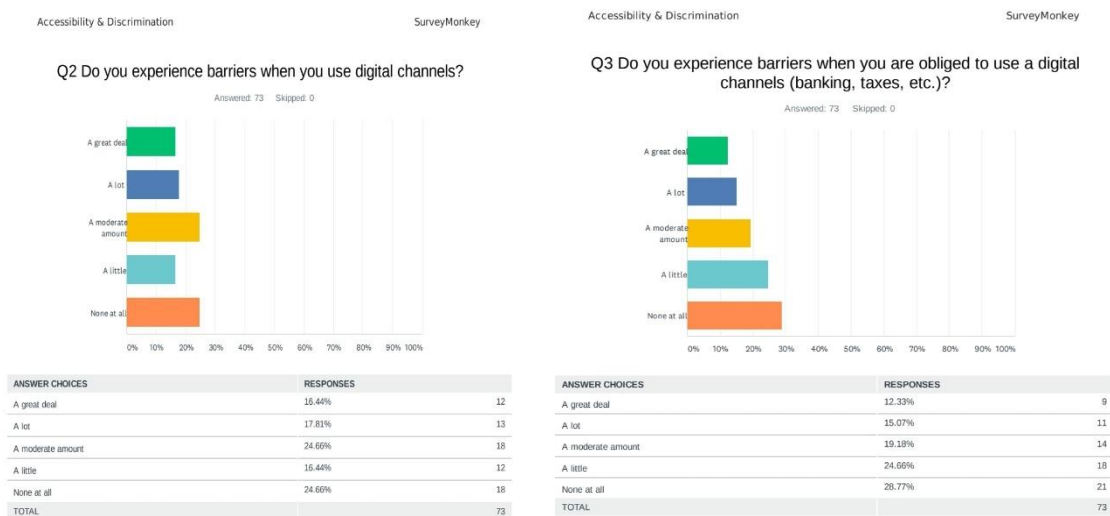 Accessibility & Discrimination SurveyMonkey
Q2 Do you experience barriers when you use digital channels?
Answered: 73 Skipped: 0
A great deal
A lot
A moderate
amount
A little
None at all
0% 10% 20% 30% 40% 50% 60% 70% 80% 90% 100%
ANSWER CHOICES RESPONSES
A great deal 16.44% 12
A lot 17.81% 13
A moderate amount 24.66% 18
A little 16.44% 12
None at all 24.66% 18
TOTAL 73
Accessibility & Discrimination SurveyMonkey
Q3 Do you experience barriers when you are obliged to use a digital
channels (banking, taxes, etc.)?
Answered: 73 Skipped: 0
A great deal
A lot
A moderate
amount
A little
None at all
0% 10% 20% 30% 40% 50% 60% 70% 80% 90% 100%
ANSWER CHOICES RESPONSES
A great deal 12.33% 9
A lot 15.07% 11
A moderate amount 19.18% 14
A little 24.66% 18
None at all 28.77% 21
TOTAL 73